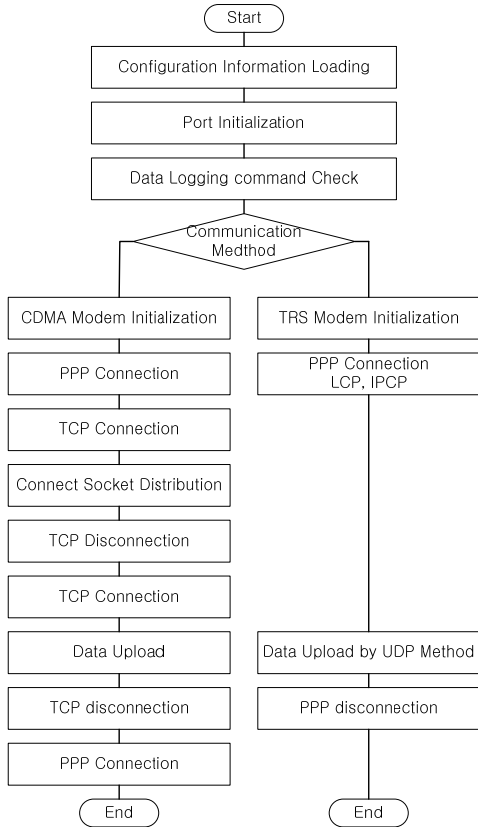 Start
Configuration Information Loading
Port Initialization
Data Logging command Check
Communication
Medthod
CDMA Modem Initialization
PPP Connection
TCP Connection
Connect Socket Distribution
TCP Disconnection
TCP Connection
Data Upload
TCP disconnection
PPP Connection
End
TRS Modem Initialization
PPP Connection
LCP, IPCP
Data Upload by UDP Method
PPP disconnection
End